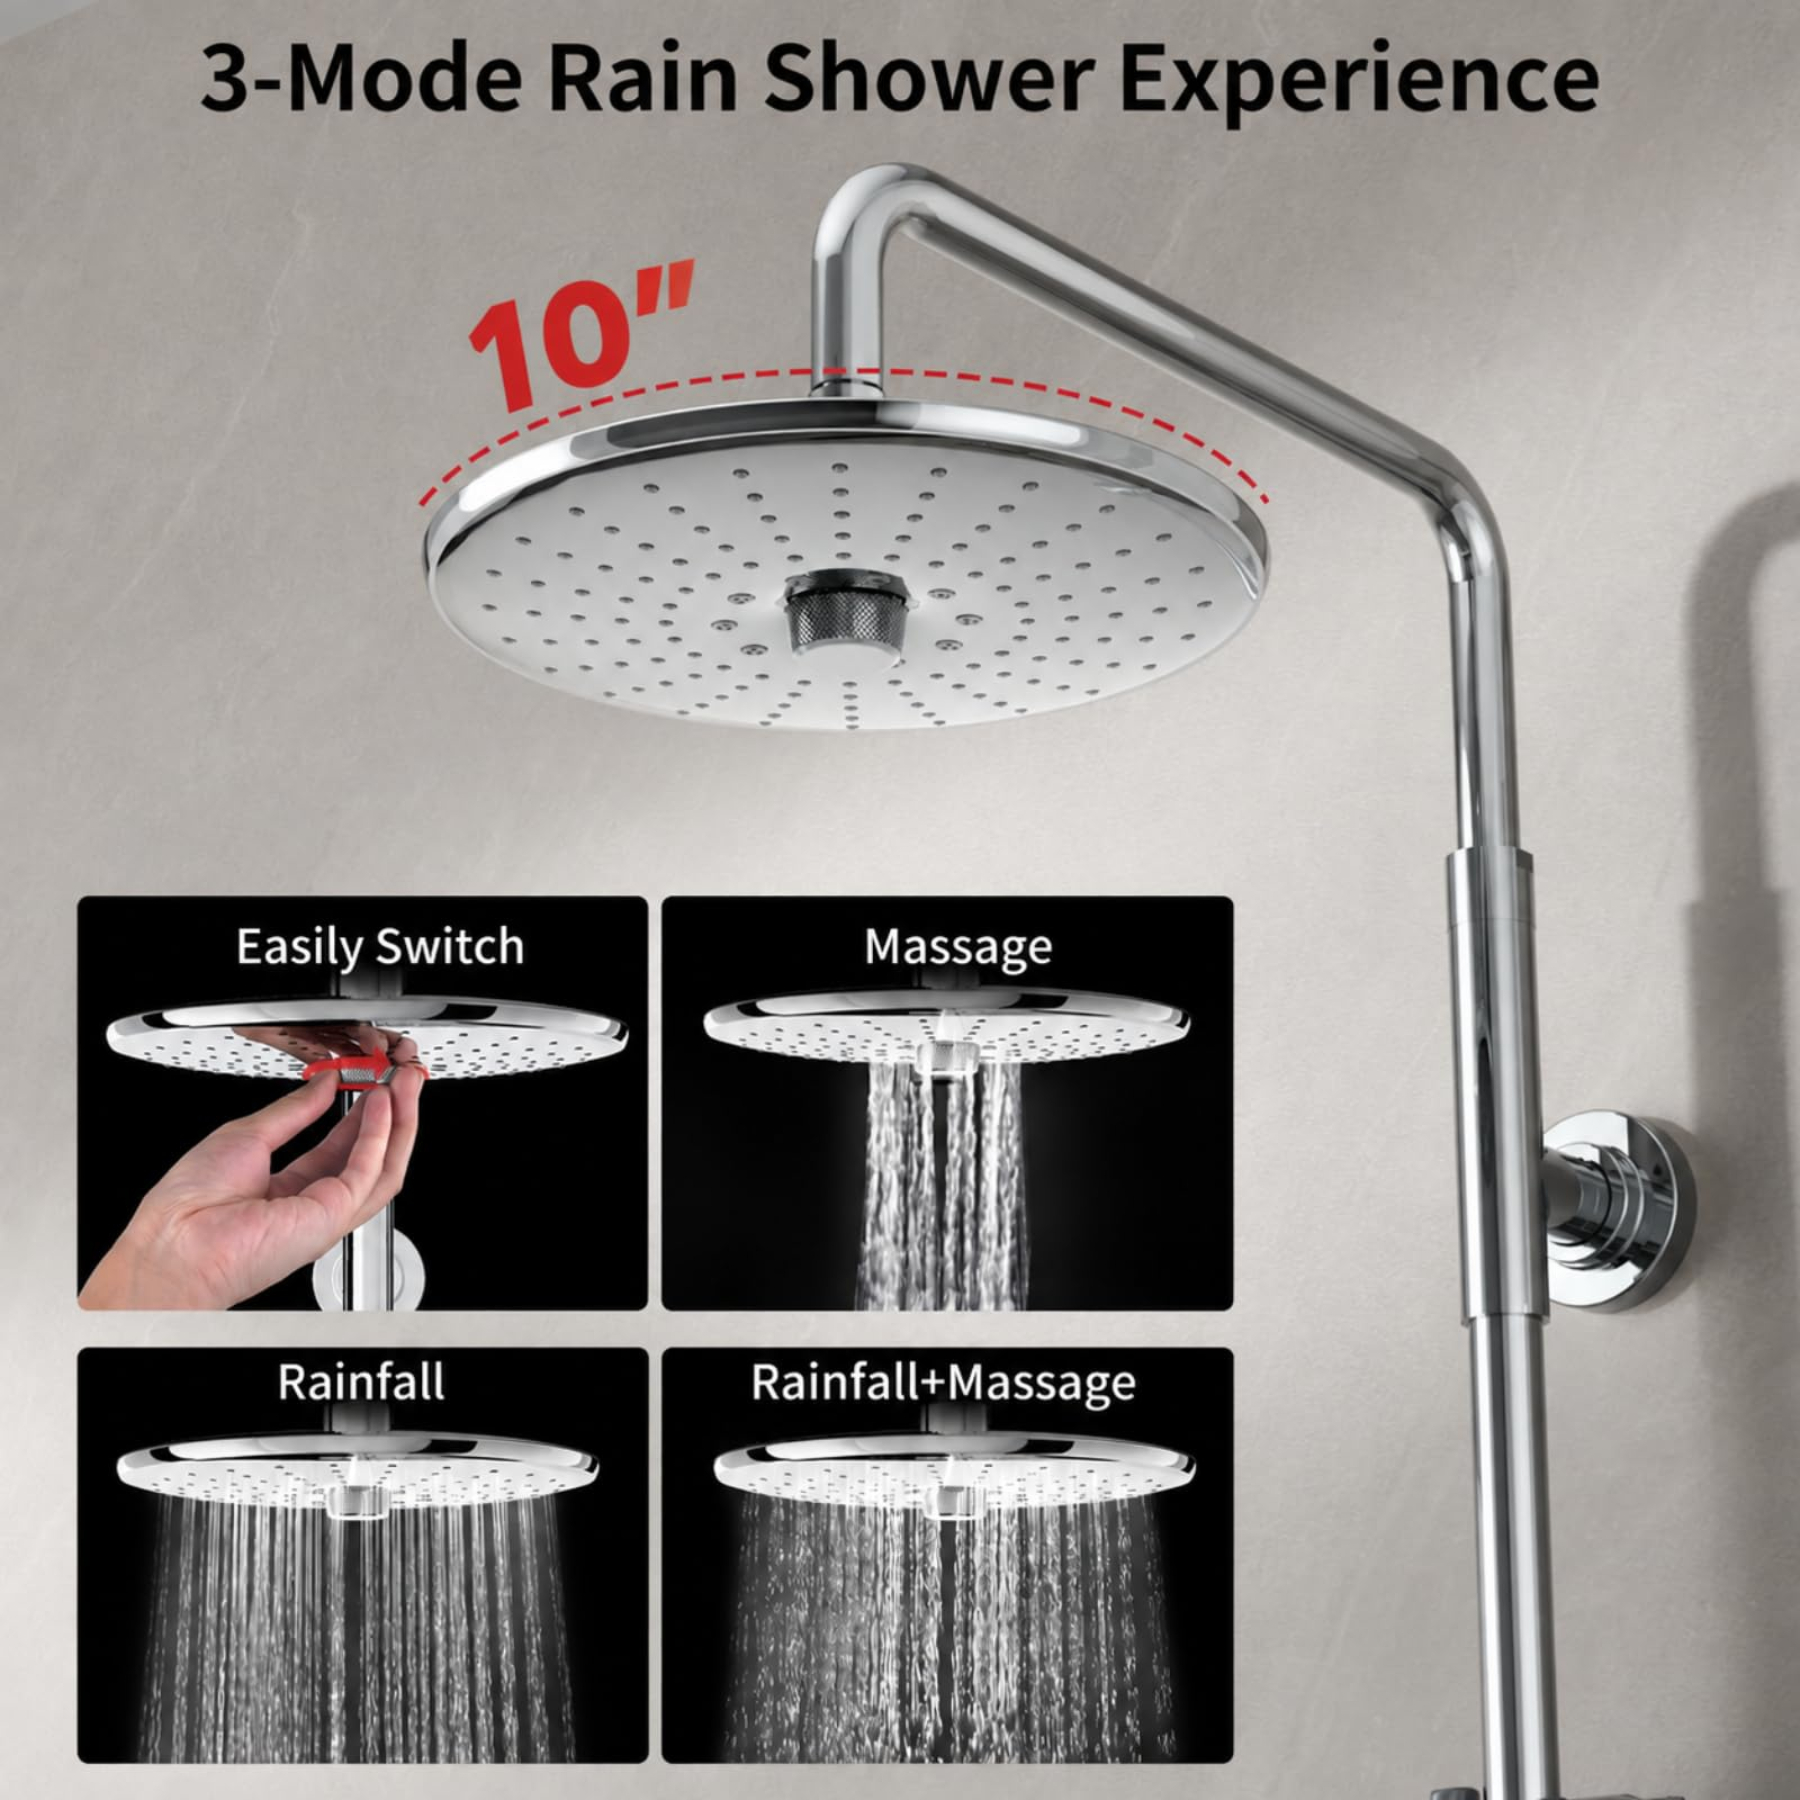 3-Mode Rain Shower Experience
10"
Easily Switch
Massage
Rainfall
Rainfall+Massage